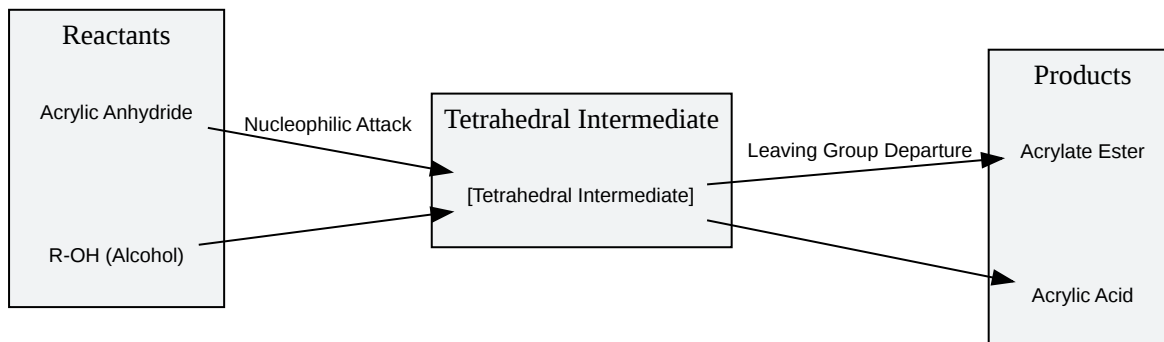 Reactants
Acrylic Anhydride
R-OH (Alcohol)
Nucleophilic Attack
Tetrahedral Intermediate
[Tetrahedral Intermediate]
Leaving Group Departure
Products
Acrylate Ester
Acrylic Acid